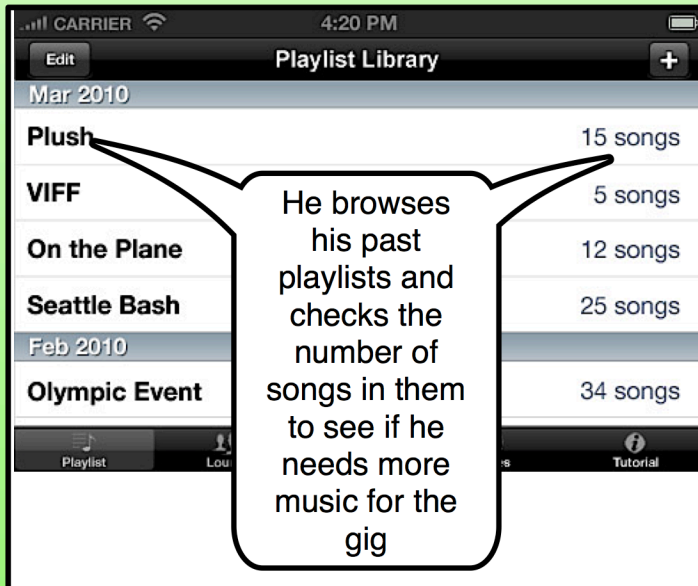 CARRIER 4:20 PM
Edit Playlist Library +
Mar 2010
Plush 15 songs
VIFF 5 songs
On the Plane 12 songs
Seattle Bash 25 songs
Feb 2010
Olympic Event 34 songs
He browses
his past
playlists and
checks the
number of
songs in them
to see if he
needs more
music for the
gig
Playlist Tutorial